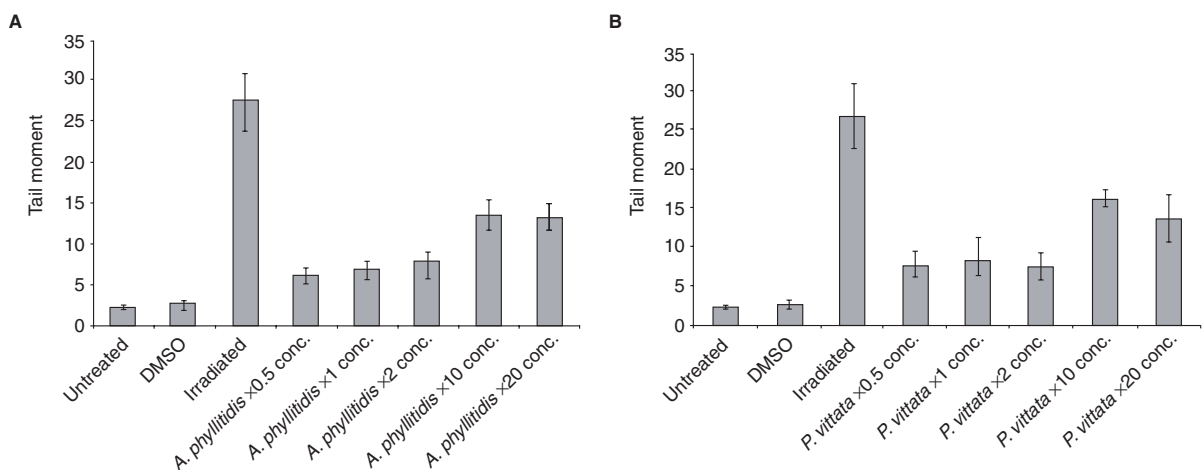 A
35
30
25
20
15
10
5
0
Tail moment
Untreated
DMSO
Irradiated
A. phyllitidis ×0.5 conc.
A. phyllitidis ×1 conc.
A. phyllitidis ×2 conc.
A. phyllitidis ×10 conc.
A. phyllitidis ×20 conc.
B
35
30
25
20
15
10
5
0
Tail moment
Untreated
DMSO
Irradiated
P. vittata ×0.5 conc.
P. vittata ×1 conc.
P. vittata ×2 conc.
P. vittata ×10 conc.
P. vittata ×20 conc.